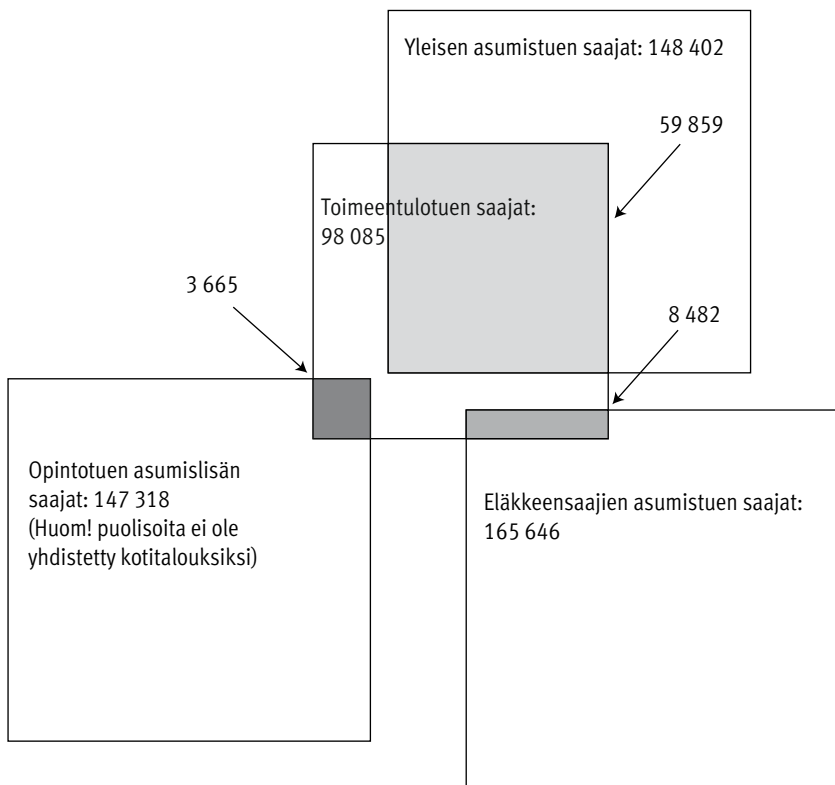 Yleisen asumistuen saajat: 148 402
59 859
Toimeentulotuen saajat:
98 085
3 665
8 482
Opintotuen asumislisän
saajat: 147 318
(Huom! puolisoita ei ole
yhdistetty kotitalouksiksi)
Eläkkeensaajien asumistuen saajat:
165 646